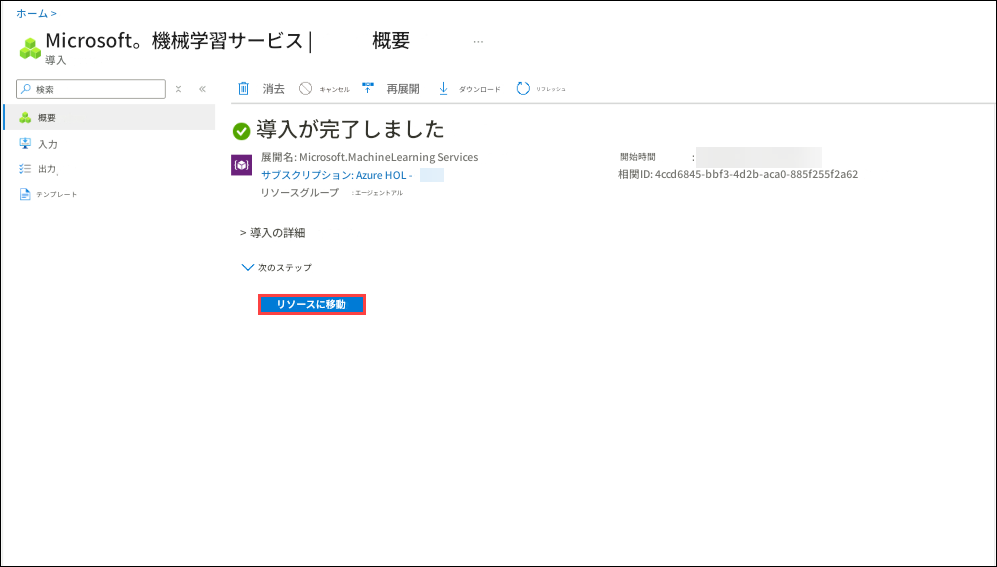 ホーム >
Microsoft。機械学習サービス | 概要 ...
導入
検索
消去 キャンセル 再展開 ダウンロード リフレッシュ
概要
入力
出力
テンプレート
導入が完了しました
展開名: Microsoft.MachineLearning Services
サブスクリプション: Azure HOL -
リソースグループ : エージェントアル
開始時間 :
相関ID: 4ccd6845-bbf3-4d2b-aca0-885f255f2a62
> 導入の詳細
次のステップ
リソースに移動